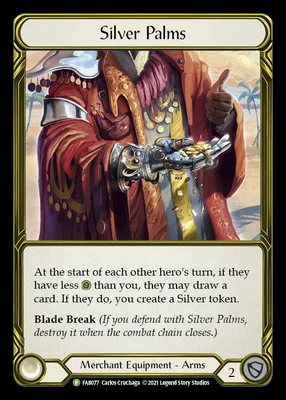 Silver Palms
At the start of each other hero's turn, if they
have less than you, they may draw a
card. If they do, you create a Silver token.
Blade Break (If you defend with Silver Palms,
destroy it when the combat chain closes.)
Merchant Equipment - Arms
2
P FAB077 Carlos Cruchaga © 2021 Legend Story Studios